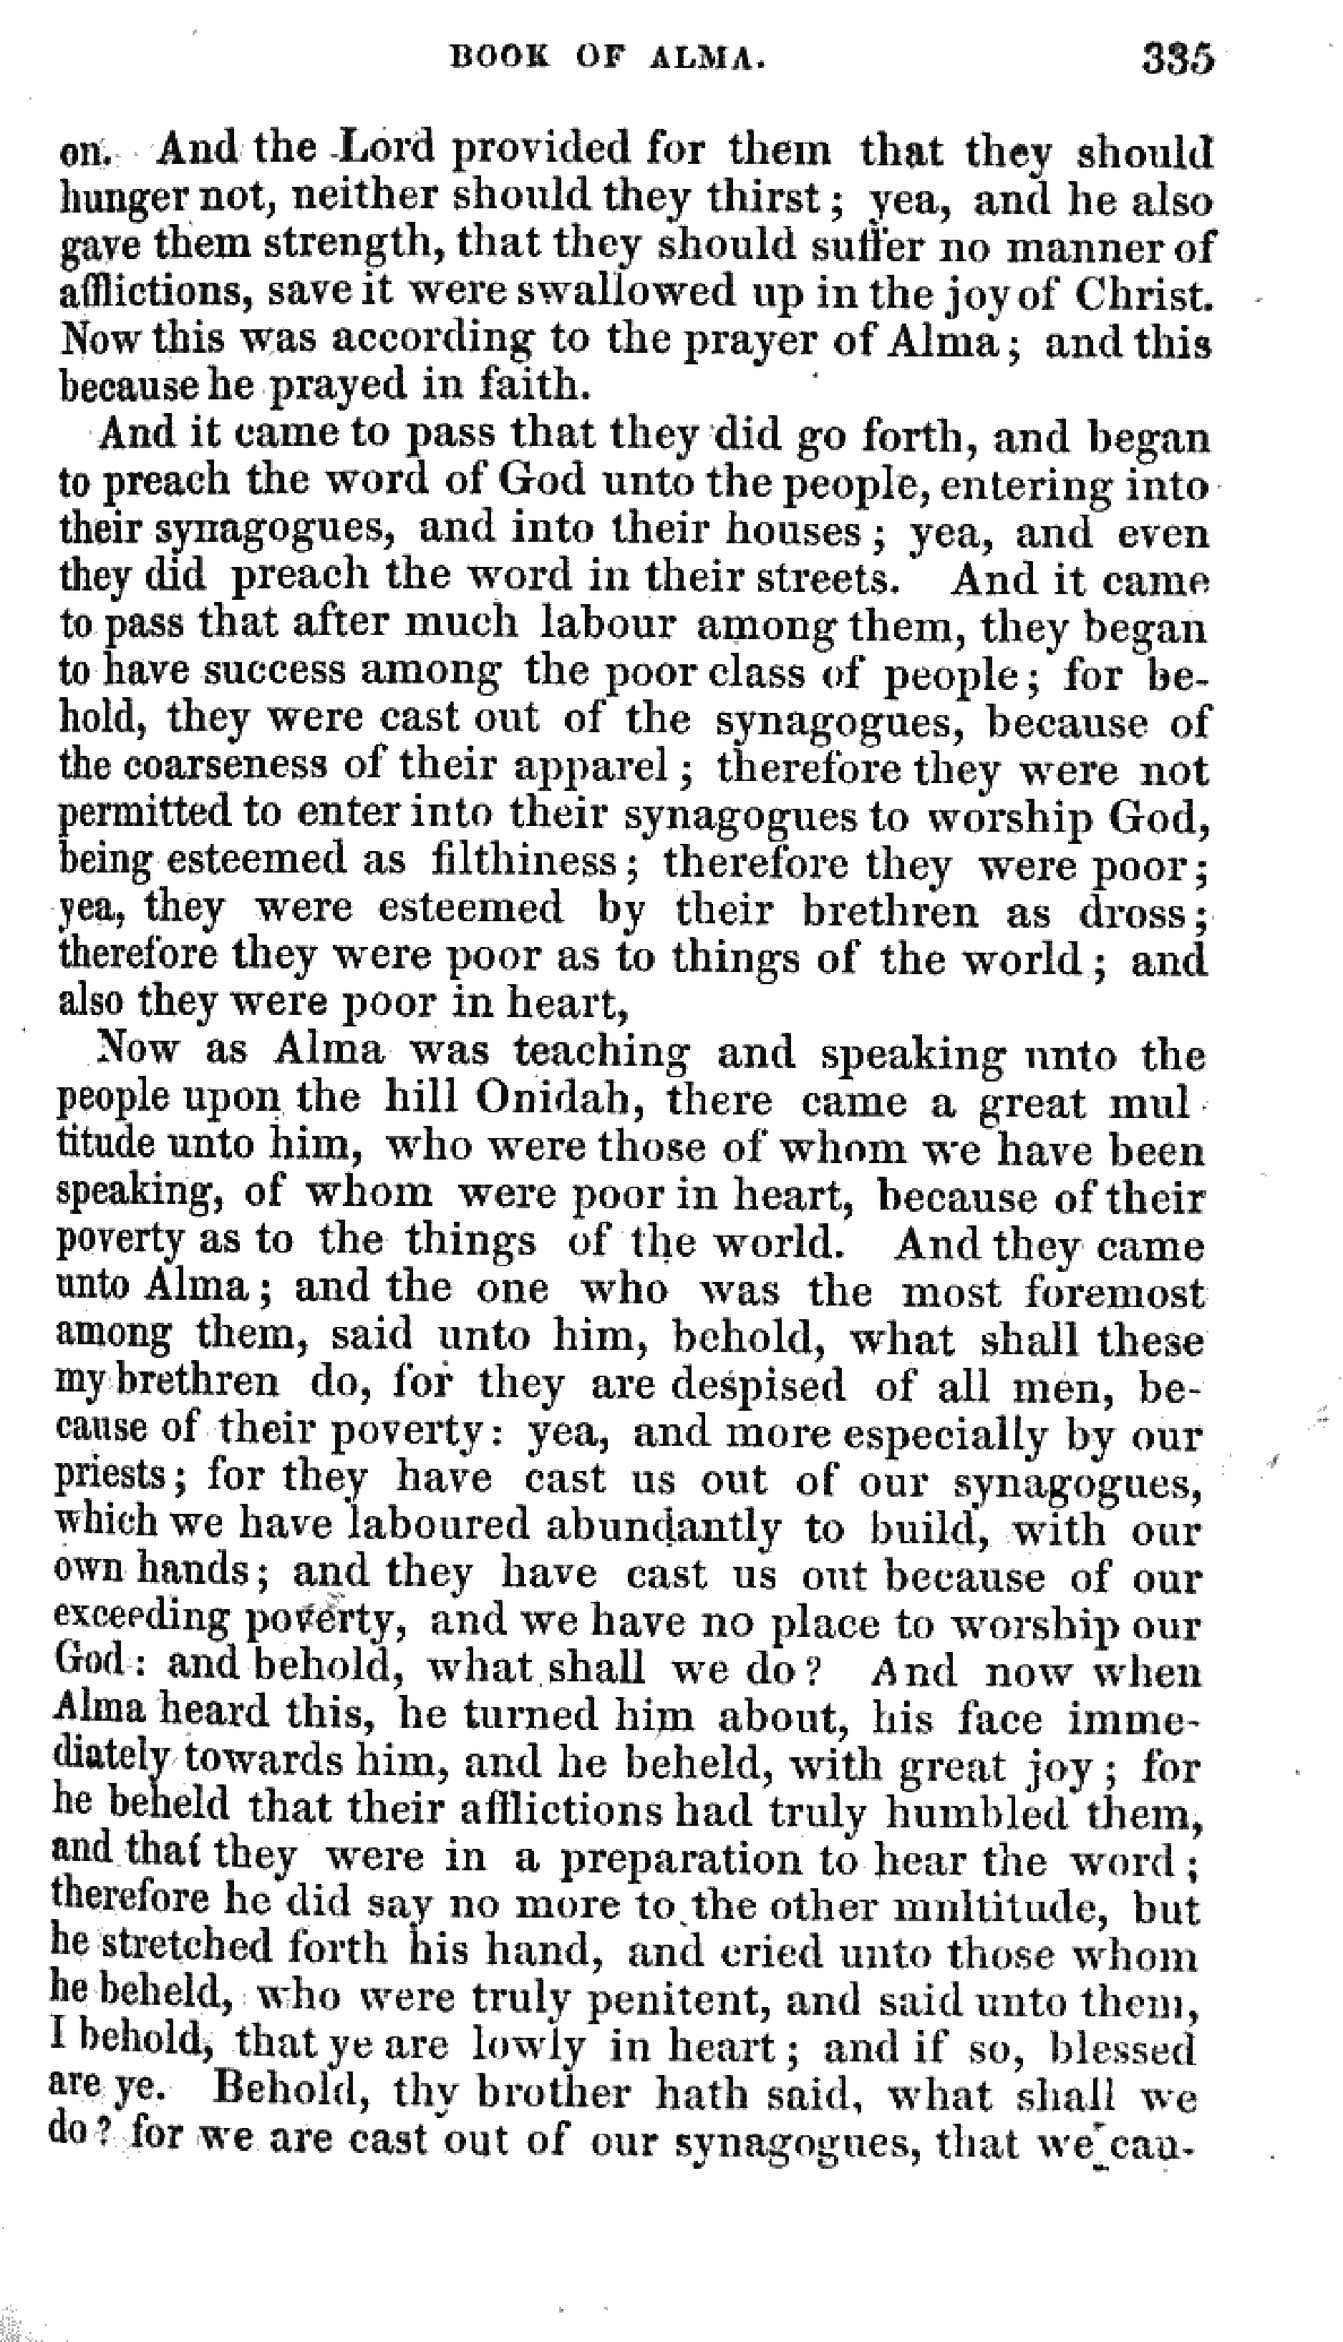 BOOK OF ALMA. 335
on. And the Lord provided for them that they should
hunger not, neither should they thirst; yea, and he also
gave them strength, that they should suffer no manner of
afflictions, save it were swallowed up in the joy of Christ.
Now this was according to the prayer of Alma; and this
because he prayed in faith.
And it came to pass that they did go forth, and began
to preach the word of God unto the people, entering into
their synagogues, and into their houses; yea, and even
they did preach the word in their streets. And it came
to pass that after much labour among them, they began
to have success among the poor class of people; for be-
hold, they were cast out of the synagogues, because of
the coarseness of their apparel; therefore they were not
permitted to enter into their synagogues to worship God,
being esteemed as filthiness; therefore they were poor;
yea, they were esteemed by their brethren as dross;
therefore they were poor as to things of the world; and
also they were poor in heart,
Now as Alma was teaching and speaking unto the
people upon the hill Onidah, there came a great mul
titude unto him, who were those of whom we have been
speaking, of whom were poor in heart, because of their
poverty as to the things of the world. And they came
unto Alma; and the one who was the most foremost
among them, said unto him, behold, what shall these
my brethren do, for they are despised of all men, be-
cause of their poverty: yea, and more especially by our
priests; for they have cast us out of our synagogues,
which we have laboured abundantly to build, with our
own hands; and they have cast us out because of our
exceeding poverty, and we have no place to worship our
God: and behold, what shall we do? And now when
Alma heard this, he turned him about, his face imme-
diately towards him, and he beheld, with great joy; for
he beheld that their afflictions had truly humbled them,
and that they were in a preparation to hear the word;
therefore he did say no more to the other multitude, but
he stretched forth his hand, and cried unto those whom
he beheld, who were truly penitent, and said unto them,
I behold, that ye are lowly in heart; and if so, blessed
are ye. Behold, thy brother hath said, what shall we
do? for we are cast out of our synagogues, that we can-